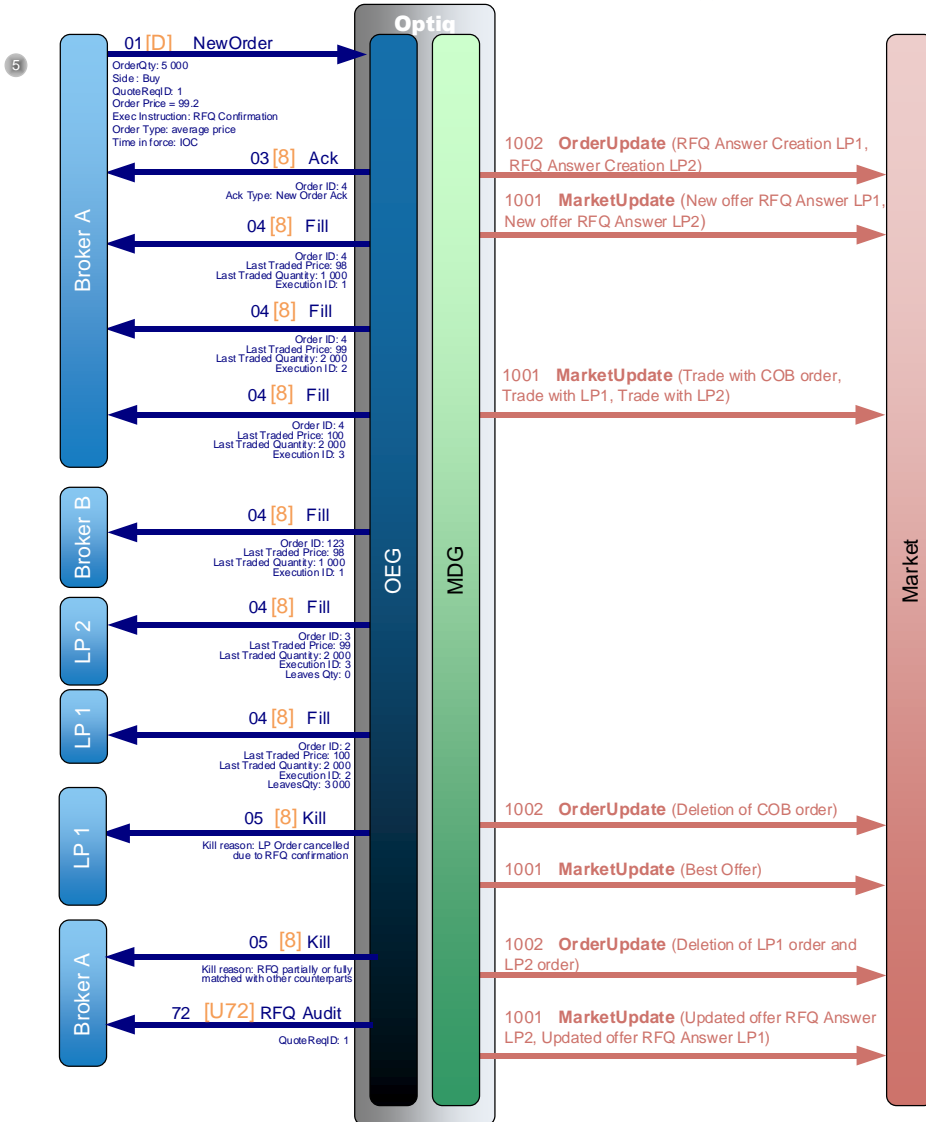 Optiq
5
01 [D] NewOrder
OrderQty: 5 000
Side : Buy
QuoteReqID: 1
Order Price = 99.2
Exec Instruction: RFQ Confirmation
Order Type: average price
Time in force: IOC
Broker A
03 [8] Ack
Order ID: 4
Ack Type: New Order Ack
04 [8] Fill
Order ID: 4
Last Traded Price: 98
Last Traded Quantity: 1 000
Execution ID: 1
04 [8] Fill
Order ID: 4
Last Traded Price: 99
Last Traded Quantity: 2 000
Execution ID: 2
04 [8] Fill
Order ID: 4
Last Traded Price: 100
Last Traded Quantity: 2 000
Execution ID: 3
Broker B
04 [8] Fill
Order ID: 123
Last Traded Price: 98
Last Traded Quantity: 1 000
Execution ID: 1
LP 2
04 [8] Fill
Order ID: 3
Last Traded Price: 99
Last Traded Quantity: 2 000
Execution ID: 3
Leaves Qty: 0
LP 1
04 [8] Fill
Order ID: 2
Last Traded Price: 100
Last Traded Quantity: 2 000
Execution ID: 2
LeavesQty: 3000
LP 1
05 [8] Kill
Kill reason: LP Order cancelled
due to RFQ confirmation
Broker A
05 [8] Kill
Kill reason: RFQ partially or fully
matched with other counterparts
72 [U72] RFQ Audit
QuoteReqID: 1
OEG
MDG
1002 OrderUpdate (RFQ Answer Creation LP1,
RFQ Answer Creation LP2)
1001 MarketUpdate (New offer RFQ Answer LP1,
New offer RFQ Answer LP2)
1001 MarketUpdate (Trade with COB order,
Trade with LP1, Trade with LP2)
1002 OrderUpdate (Deletion of COB order)
1001 MarketUpdate (Best Offer)
1002 OrderUpdate (Deletion of LP1 order and
LP2 order)
1001 MarketUpdate (Updated offer RFQ Answer
LP2, Updated offer RFQ Answer LP1)
Market